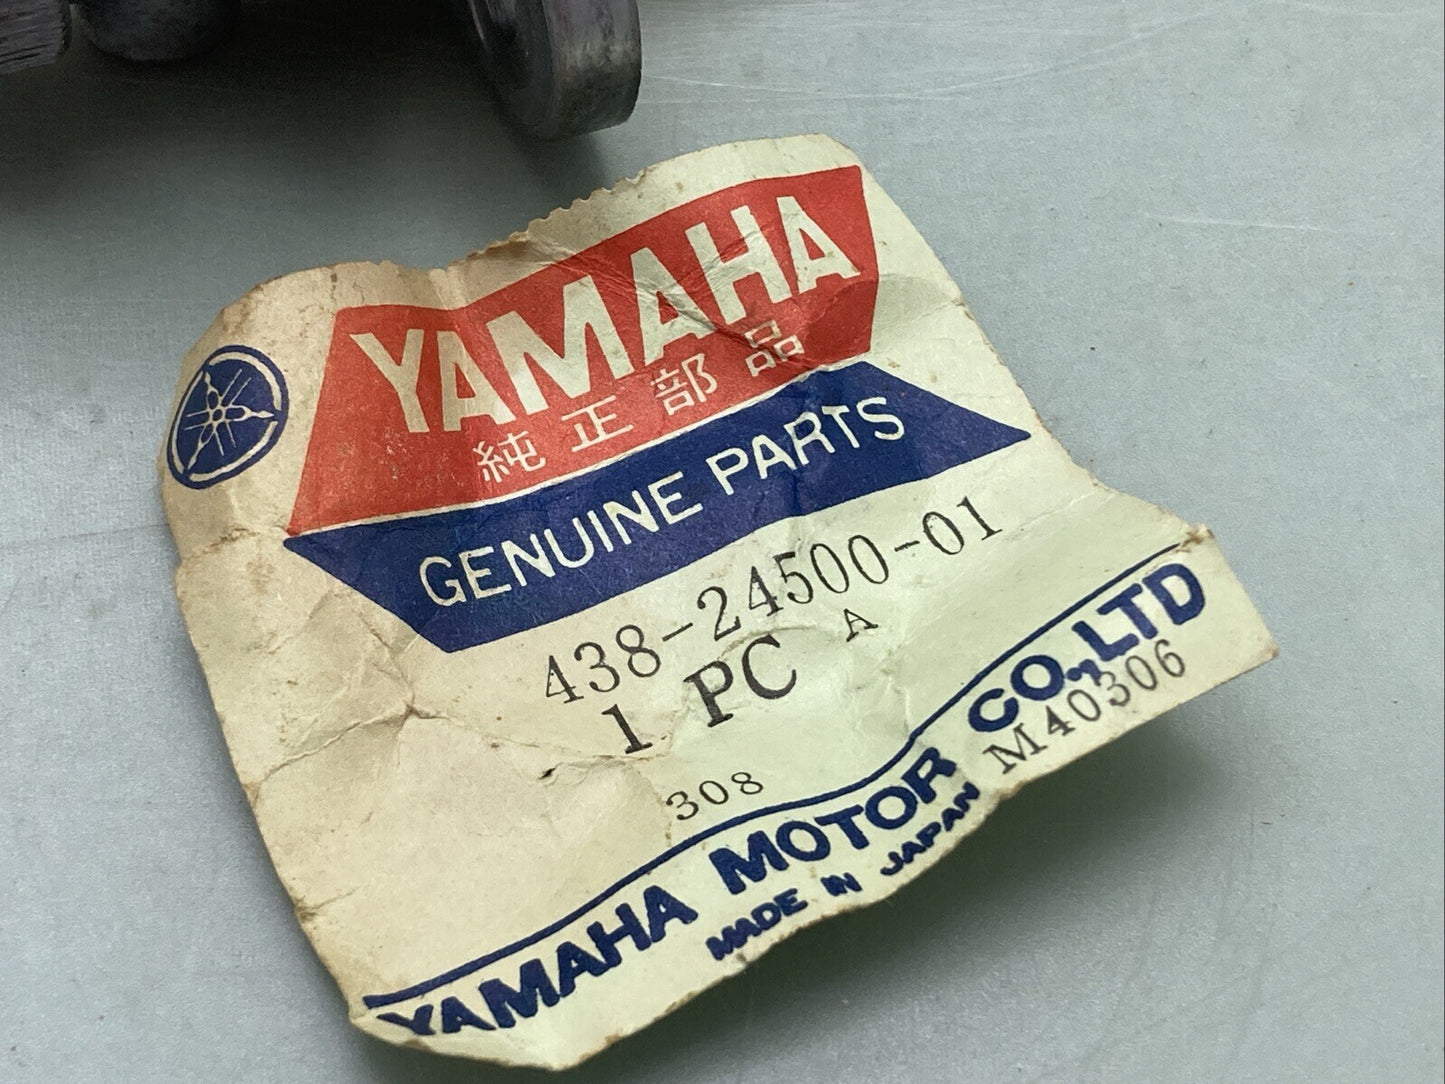 YAMAHA
純正部品
GENUINE PARTS
438-24500-01
1 PC A
308
M40306
YAMAHA MOTOR CO.,LTD
MADE IN JAPAN